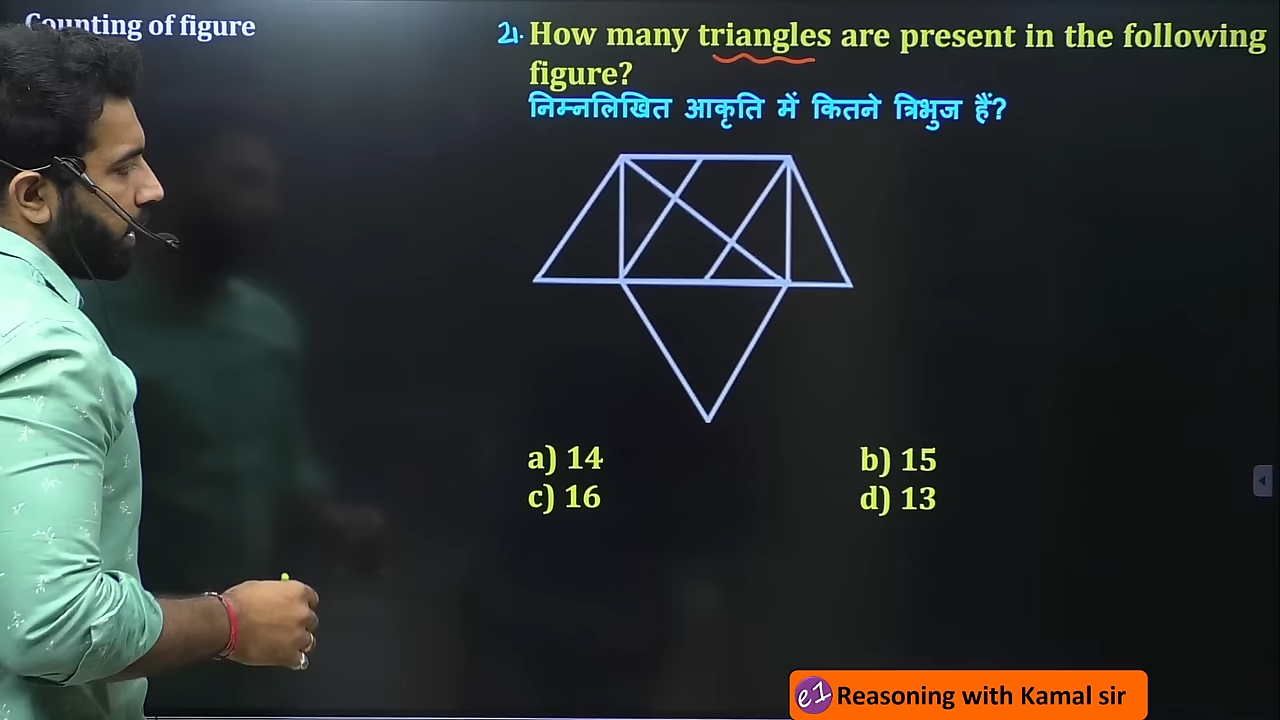 Counting of figure
21. How many triangles are present in the following
figure?
निम्नलिखित आकृति में कितने त्रिभुज हैं?
a) 14
b) 15
c) 16
d) 13
e1 Reasoning with Kamal sir